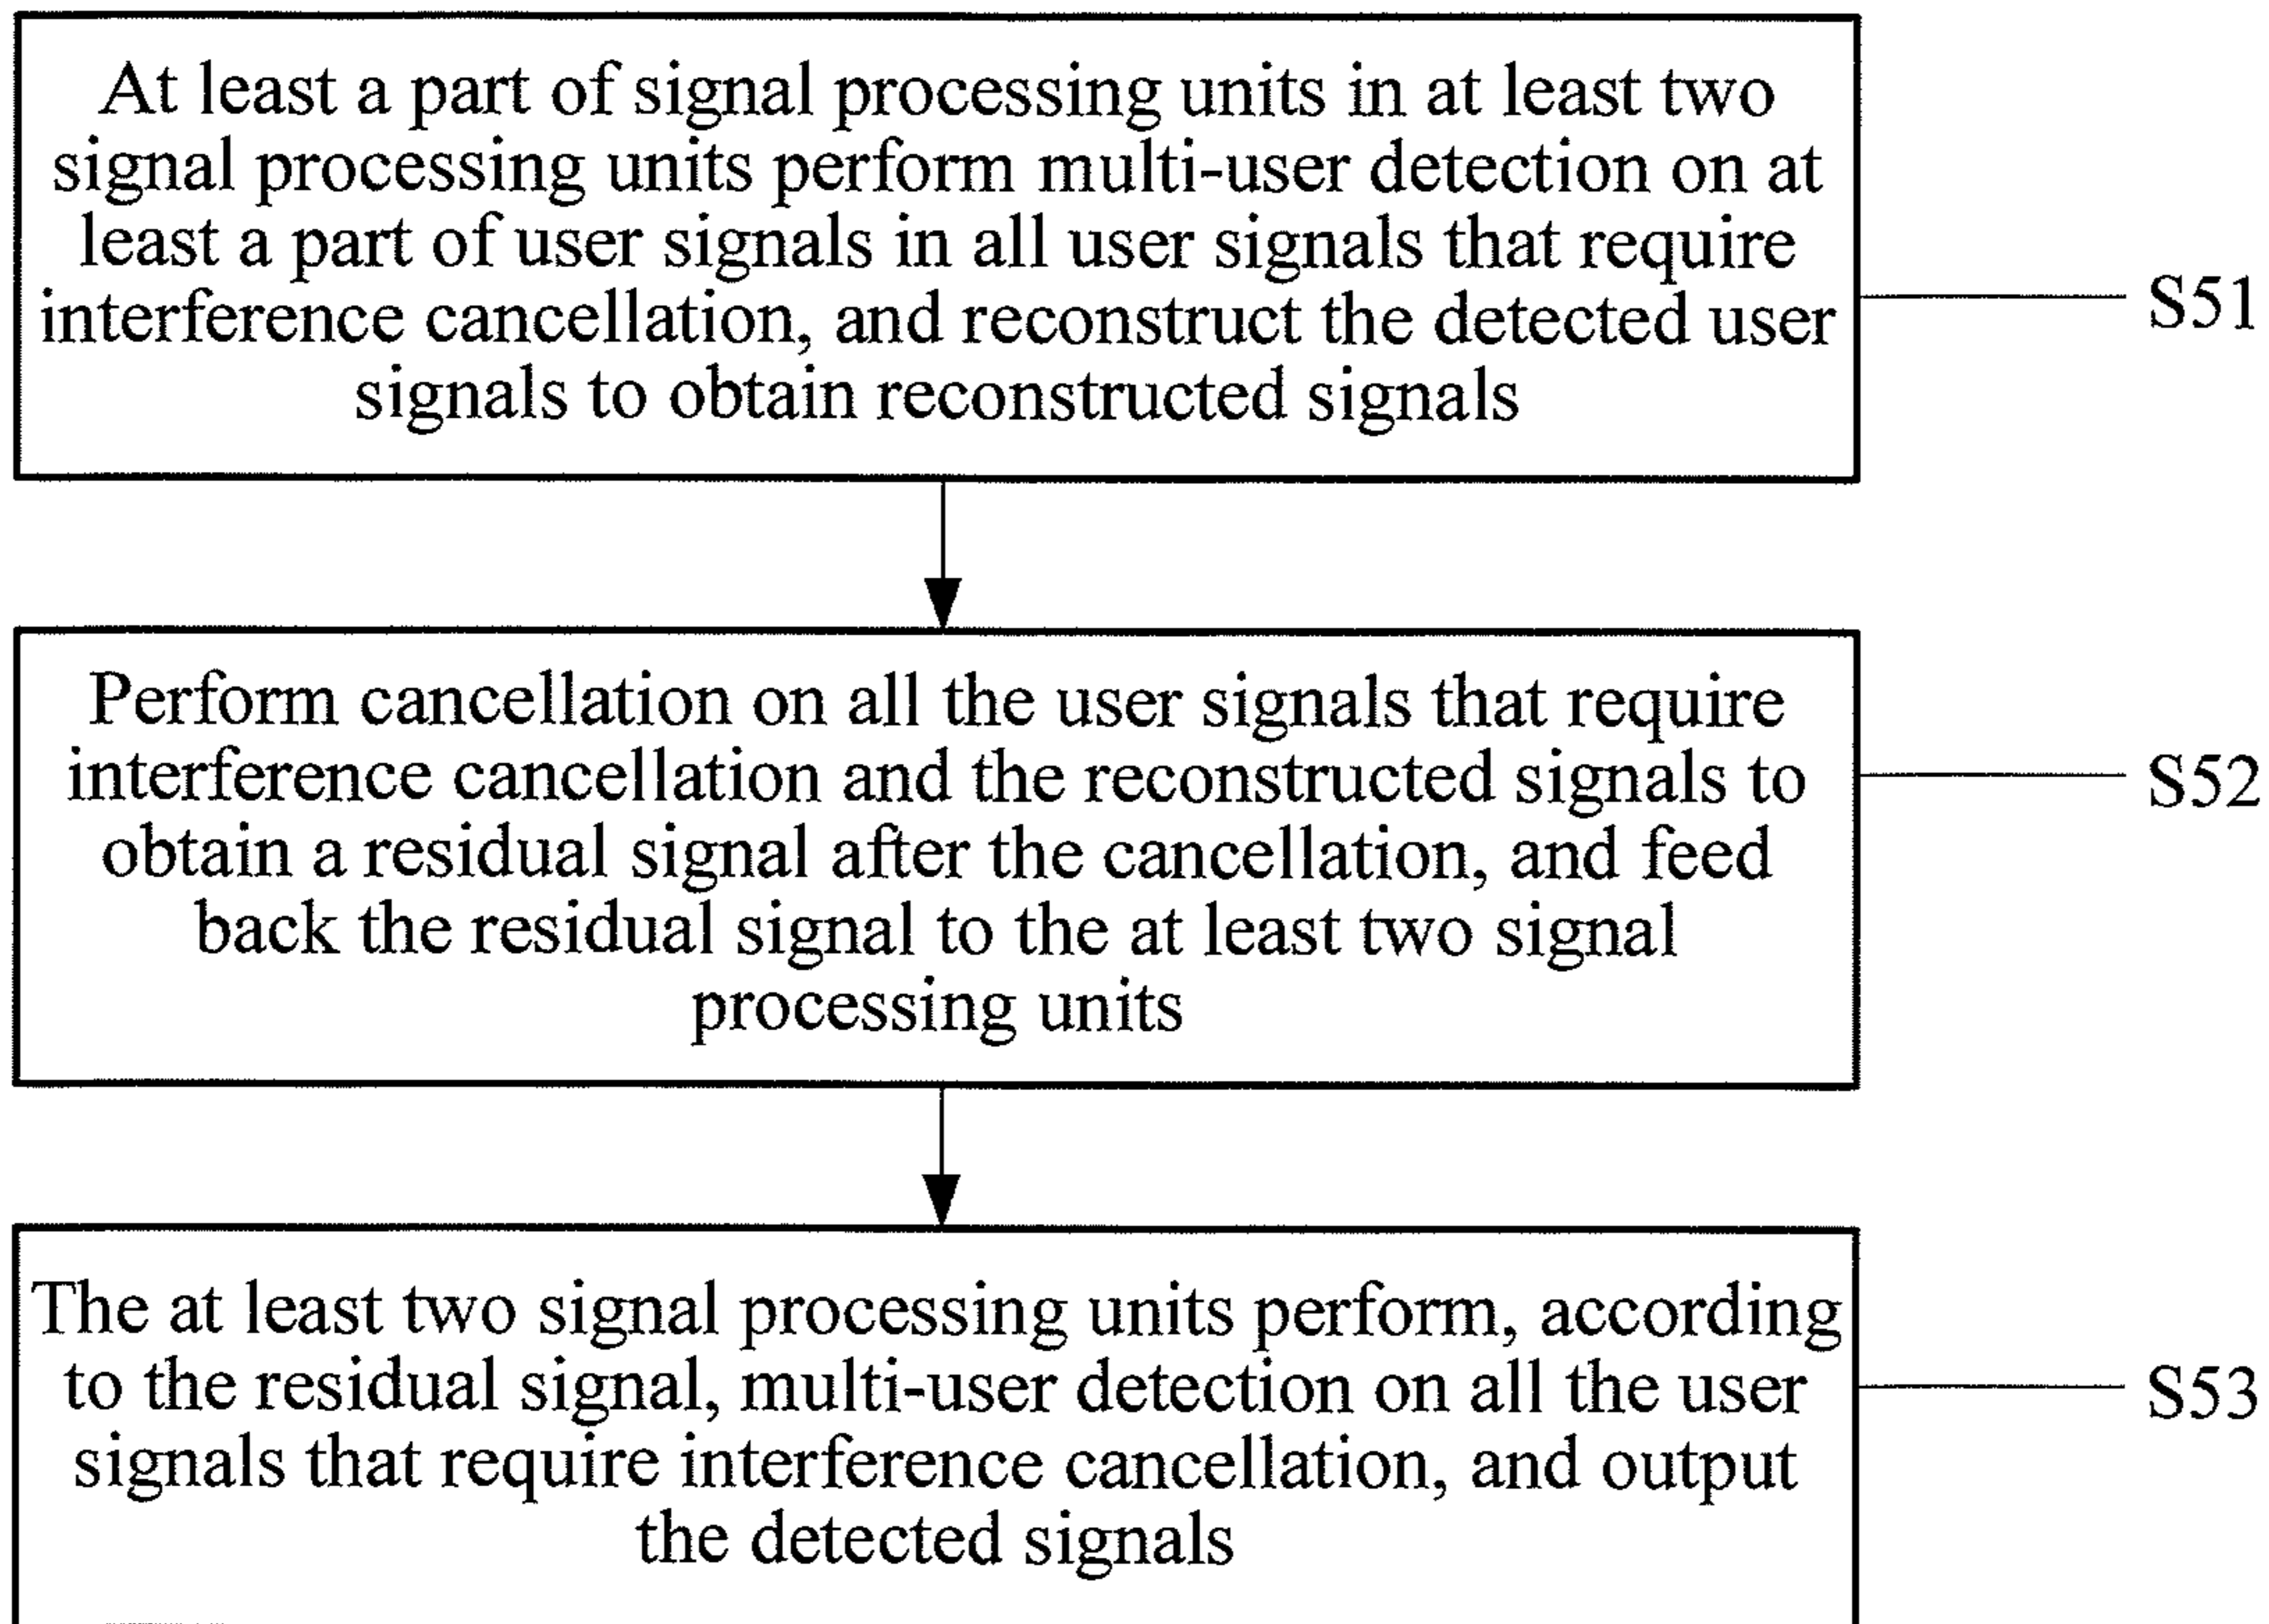 At least a part of signal processing units in at least two
signal processing units perform multi-user detection on at
least a part of user signals in all user signals that require
interference cancellation, and reconstruct the detected user
signals to obtain reconstructed signals
S51
Perform cancellation on all the user signals that require
interference cancellation and the reconstructed signals to
obtain a residual signal after the cancellation, and feed
back the residual signal to the at least two signal
processing units
S52
The at least two signal processing units perform, according
to the residual signal, multi-user detection on all the user
signals that require interference cancellation, and output
the detected signals
S53